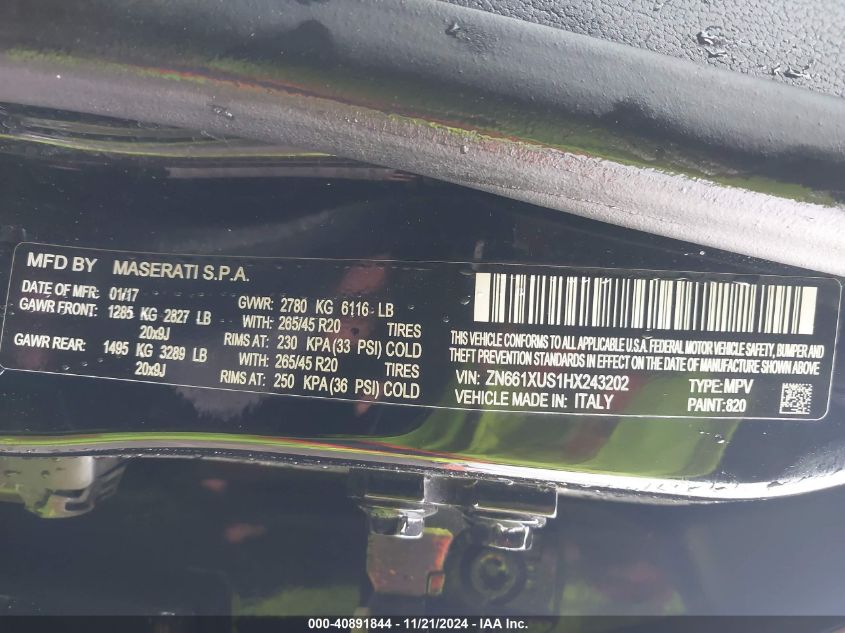 MFD BY MASERATI S.P.A.
DATE OF MFR: 01/17 GVWR: 2780 KG 6116 LB
GAWR FRONT: 1285 KG 2827 LB WITH: 265/45 R20 TIRES
20x9J RIMS AT: 230 KPA (33 PSI) COLD
GAWR REAR: 1495 KG 3289 LB WITH: 265/45 R20 TIRES
20x9J RIMS AT: 250 KPA (36 PSI) COLD
THIS VEHICLE CONFORMS TO ALL APPLICABLE U.S.A. FEDERAL MOTOR VEHICLE SAFETY, BUMPER AND
THEFT PREVENTION STANDARDS IN EFFECT ON THE DATE OF MANUFACTURE SHOWN ABOVE.
VIN: ZN661XUS1HX243202 TYPE: MPV
VEHICLE MADE IN: ITALY PAINT:820
000-40891844 - 11/21/2024 - IAA Inc.